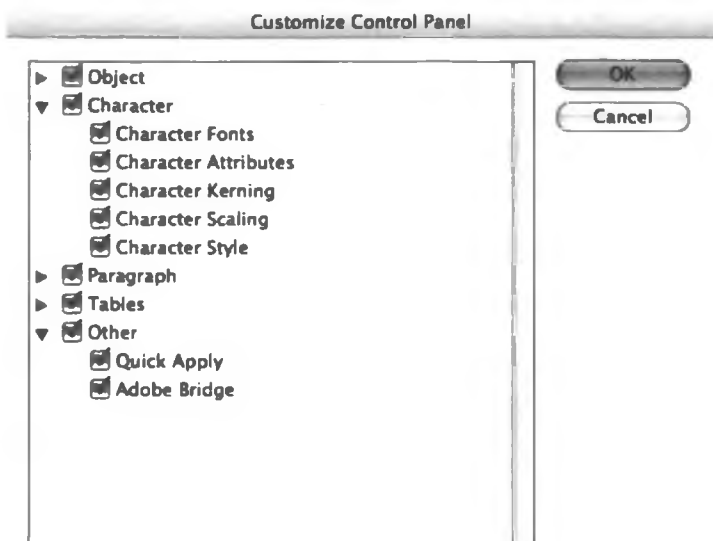 Customize Control Panel
Object
Character
Character Fonts
Character Attributes
Character Kerning
Character Scaling
Character Style
Paragraph
Tables
Other
Quick Apply
Adobe Bridge
OK
Cancel